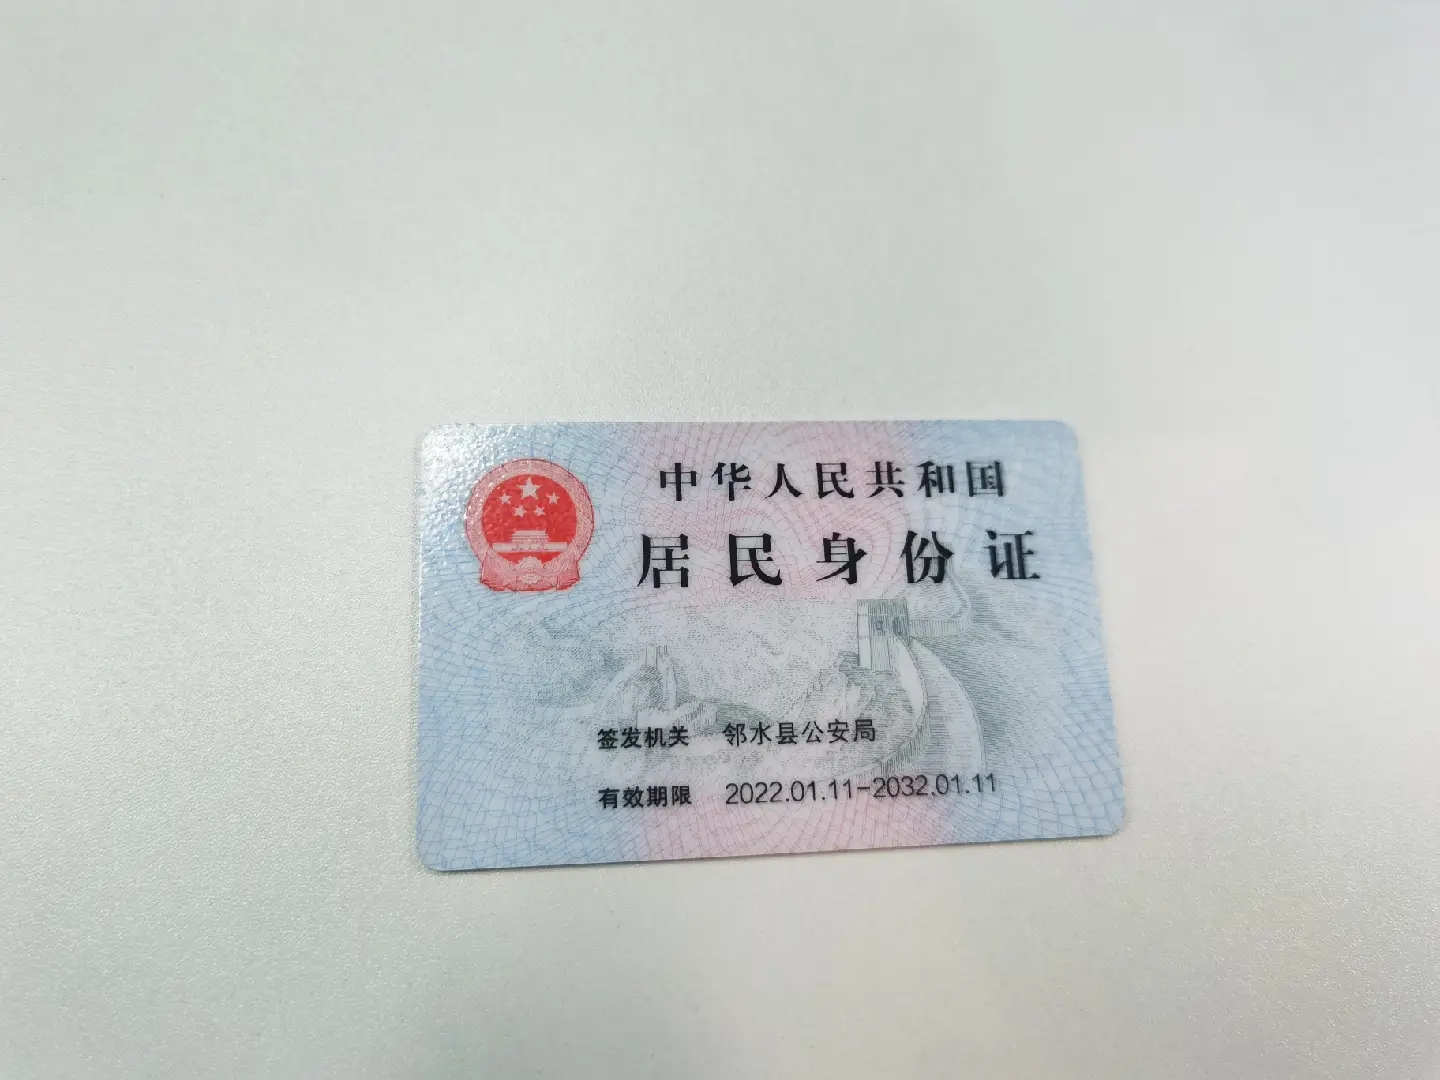 中华人民共和国
居民身份证
签发机关 邻水县公安局
有效期限 2022.01.11-2032.01.11